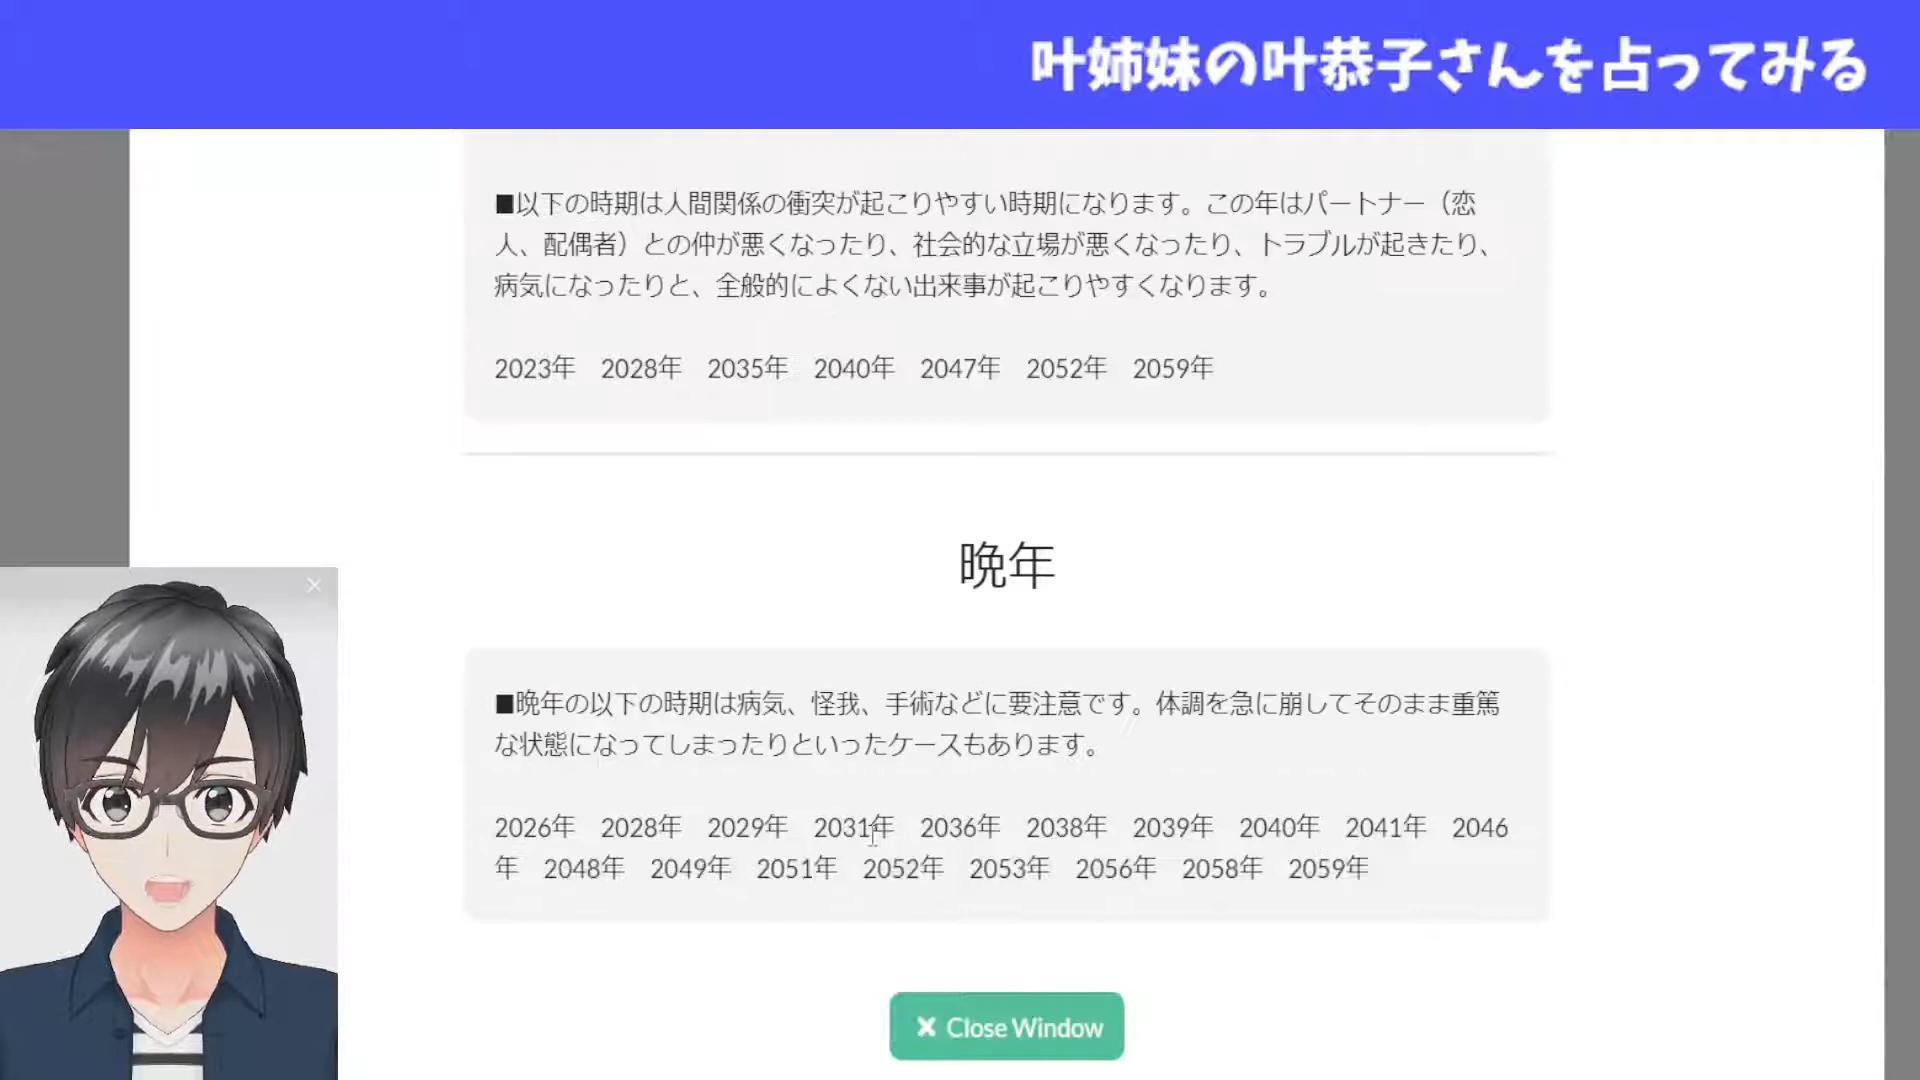 叶姉妹の叶恭子さんを占ってみる
■以下の時期は人間関係の衝突が起こりやすい時期になります。この年はパートナー（恋
人、配偶者）との仲が悪くなったり、社会的な立場が悪くなったり、トラブルが起きたり、
病気になったりと、全般的によくない出来事が起こりやすくなります。
2023年 2028年 2035年 2040年 2047年 2052年 2059年
晩年
■晩年の以下の時期は病気、怪我、手術などに要注意です。体調を急に崩してそのまま重篤
な状態になってしまったりといったケースもあります。
2026年 2028年 2029年 2031年 2036年 2038年 2039年 2040年 2041年 2046
年 2048年 2049年 2051年 2052年 2053年 2056年 2058年 2059年
Close Window